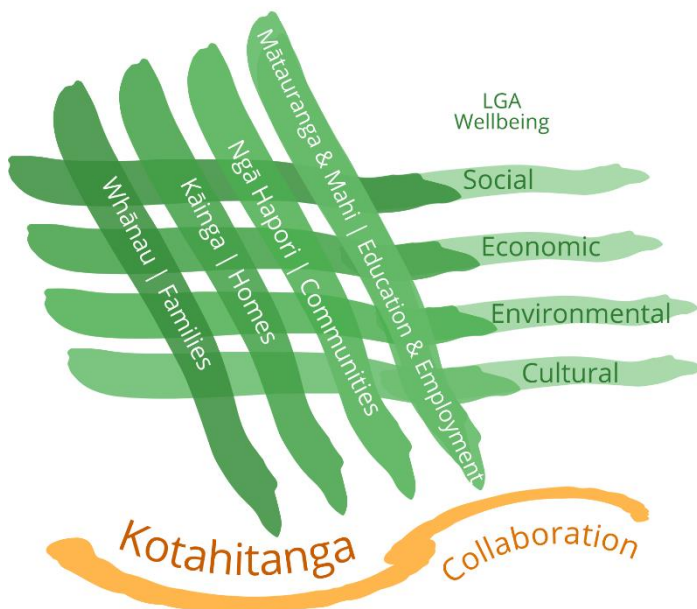 LGA
Wellbeing
Social
Economic
Environmental
Cultural
Whānau | Families
Kāinga | Homes
Ngā Hapori | Communities
Mātauranga & Mahi | Education & Employment
Kotahitanga
Collaboration